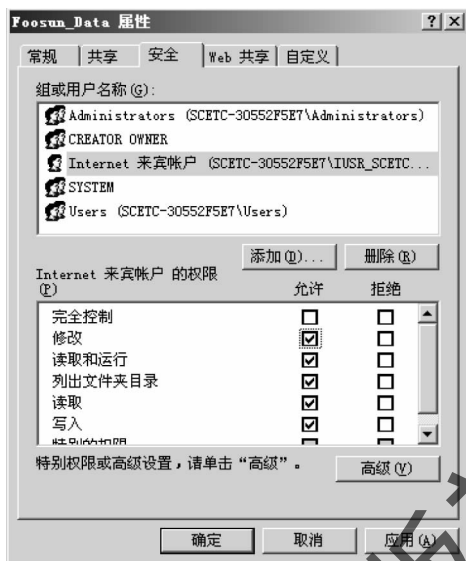 Foosun_Data 属性
常规 共享 安全 Web 共享 自定义
组或用户名称(G):
Administrators (SCETC-30552F5E7\Administrators)
CREATOR OWNER
Internet 来宾帐户 (SCETC-30552F5E7\IUSR_SCETC...
SYSTEM
Users (SCETC-30552F5E7\Users)
添加(D)... 删除(R)
Internet 来宾帐户 的权限
(P) 允许 拒绝
完全控制
修改
读取和运行
列出文件夹目录
读取
写入
特别的权限
特别权限或高级设置，请单击“高级”。
高级(V)
确定 取消 应用(A)